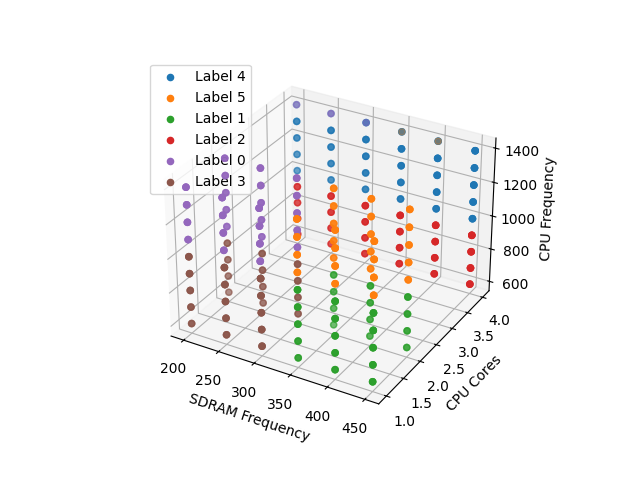 Label 4
Label 5
Label 1
Label 2
Label 0
Label 3
1400
1200
1000
800
600
CPU Frequency
200
250
300
350
400
450
SDRAM Frequency
1.0
1.5
2.0
2.5
3.0
3.5
4.0
CPU Cores